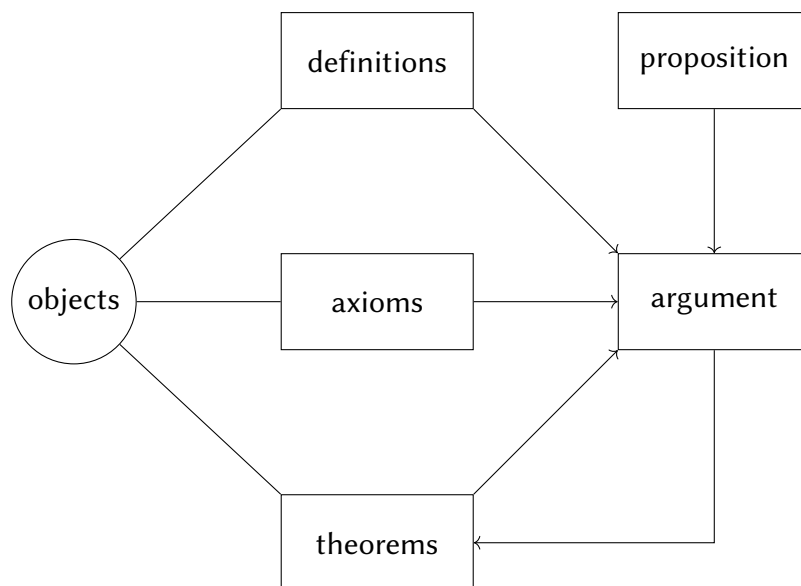 definitions
proposition
objects
axioms
argument
theorems